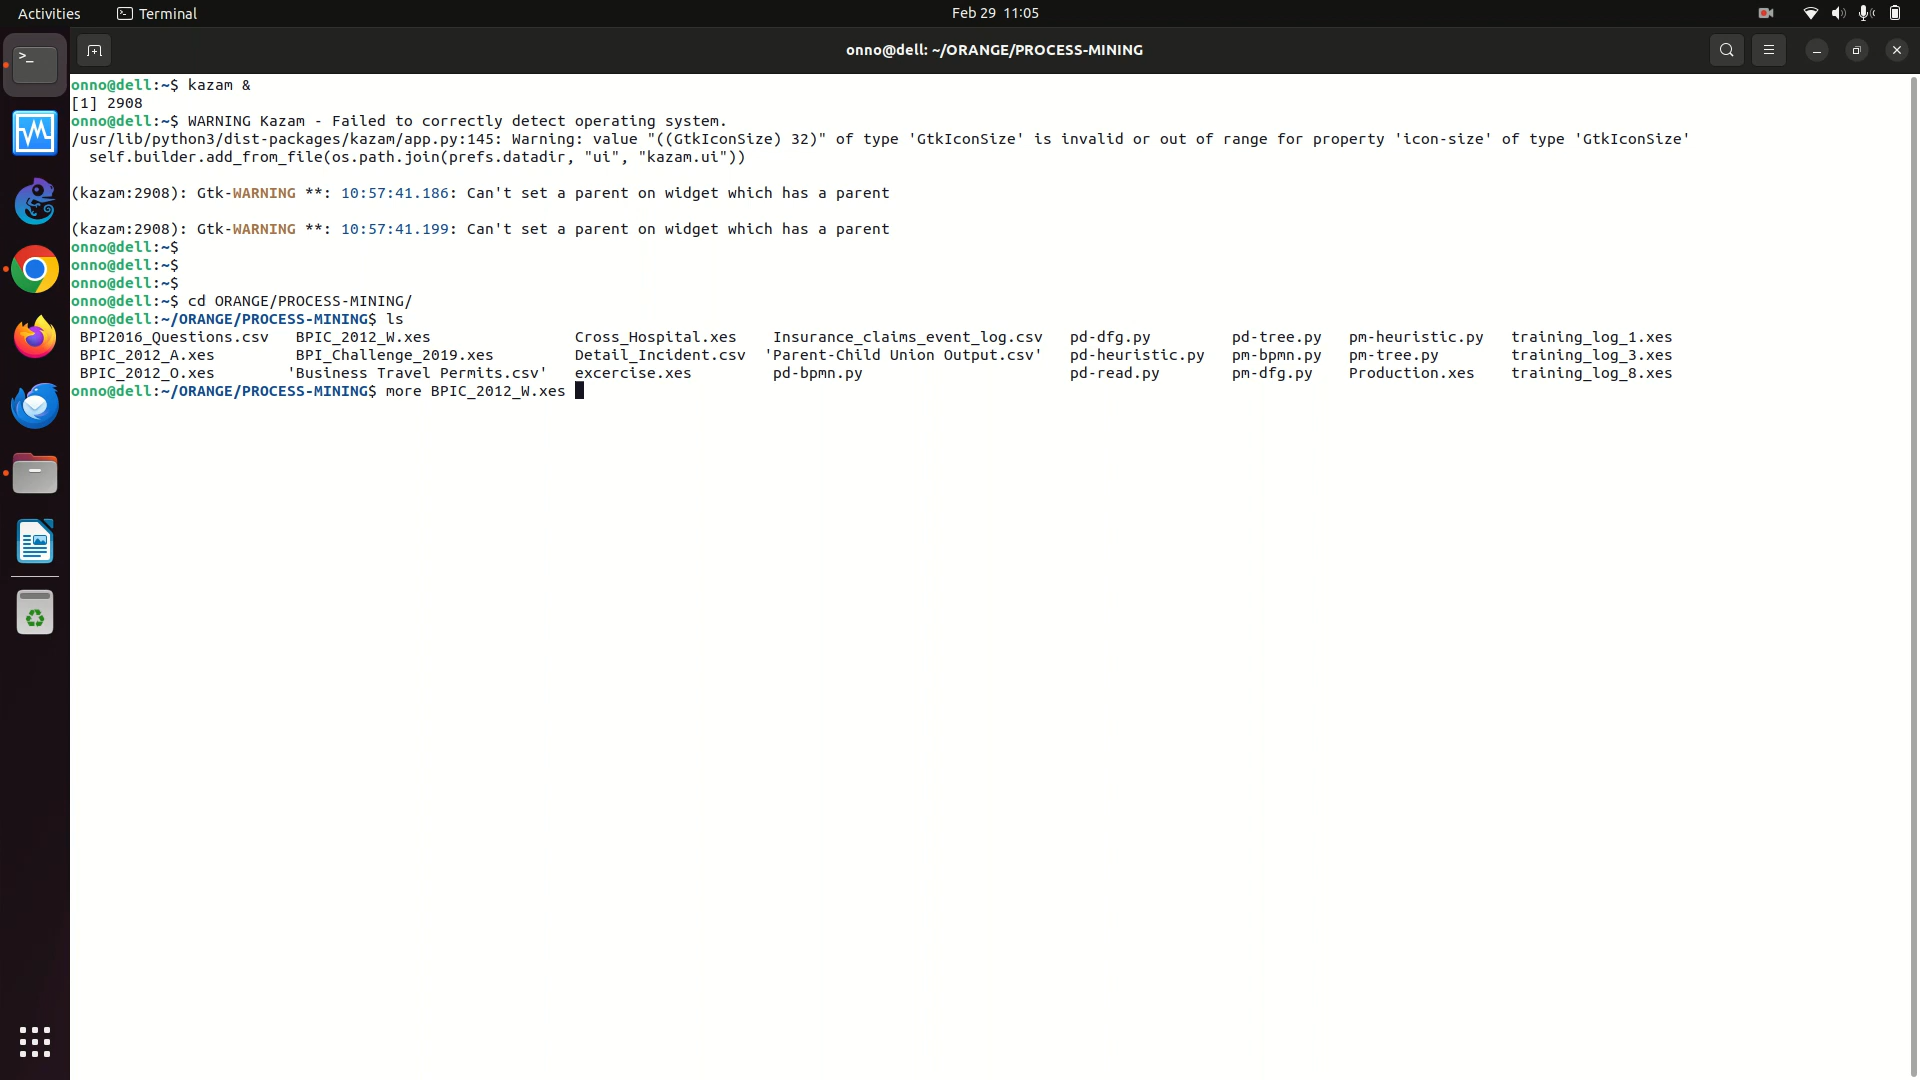 Activities Terminal Feb 29 11:05
onno@dell: ~/ORANGE/PROCESS-MINING
onno@dell:~$ kazam &
[1] 2908
onno@dell:~$ WARNING Kazam - Failed to correctly detect operating system.
/usr/lib/python3/dist-packages/kazam/app.py:145: Warning: value "((GtkIconSize) 32)" of type 'GtkIconSize' is invalid or out of range for property 'icon-size' of type 'GtkIconSize'
  self.builder.add_from_file(os.path.join(prefs.datadir, "ui", "kazam.ui"))
(kazam:2908): Gtk-WARNING **: 10:57:41.186: Can't set a parent on widget which has a parent
(kazam:2908): Gtk-WARNING **: 10:57:41.199: Can't set a parent on widget which has a parent
onno@dell:~$
onno@dell:~$
onno@dell:~$
onno@dell:~$ cd ORANGE/PROCESS-MINING/
onno@dell:~/ORANGE/PROCESS-MINING$ ls
BPI2016_Questions.csv BPIC_2012_W.xes Cross_Hospital.xes Insurance_claims_event_log.csv pd-dfg.py pd-tree.py pm-heuristic.py training_log_1.xes
BPIC_2012_A.xes BPI_Challenge_2019.xes Detail_Incident.csv 'Parent-Child Union Output.csv' pd-heuristic.py pm-bpmn.py pm-tree.py training_log_3.xes
BPIC_2012_O.xes 'Business Travel Permits.csv' excercise.xes pd-bpmn.py pd-read.py pm-dfg.py Production.xes training_log_8.xes
onno@dell:~/ORANGE/PROCESS-MINING$ more BPIC_2012_W.xes